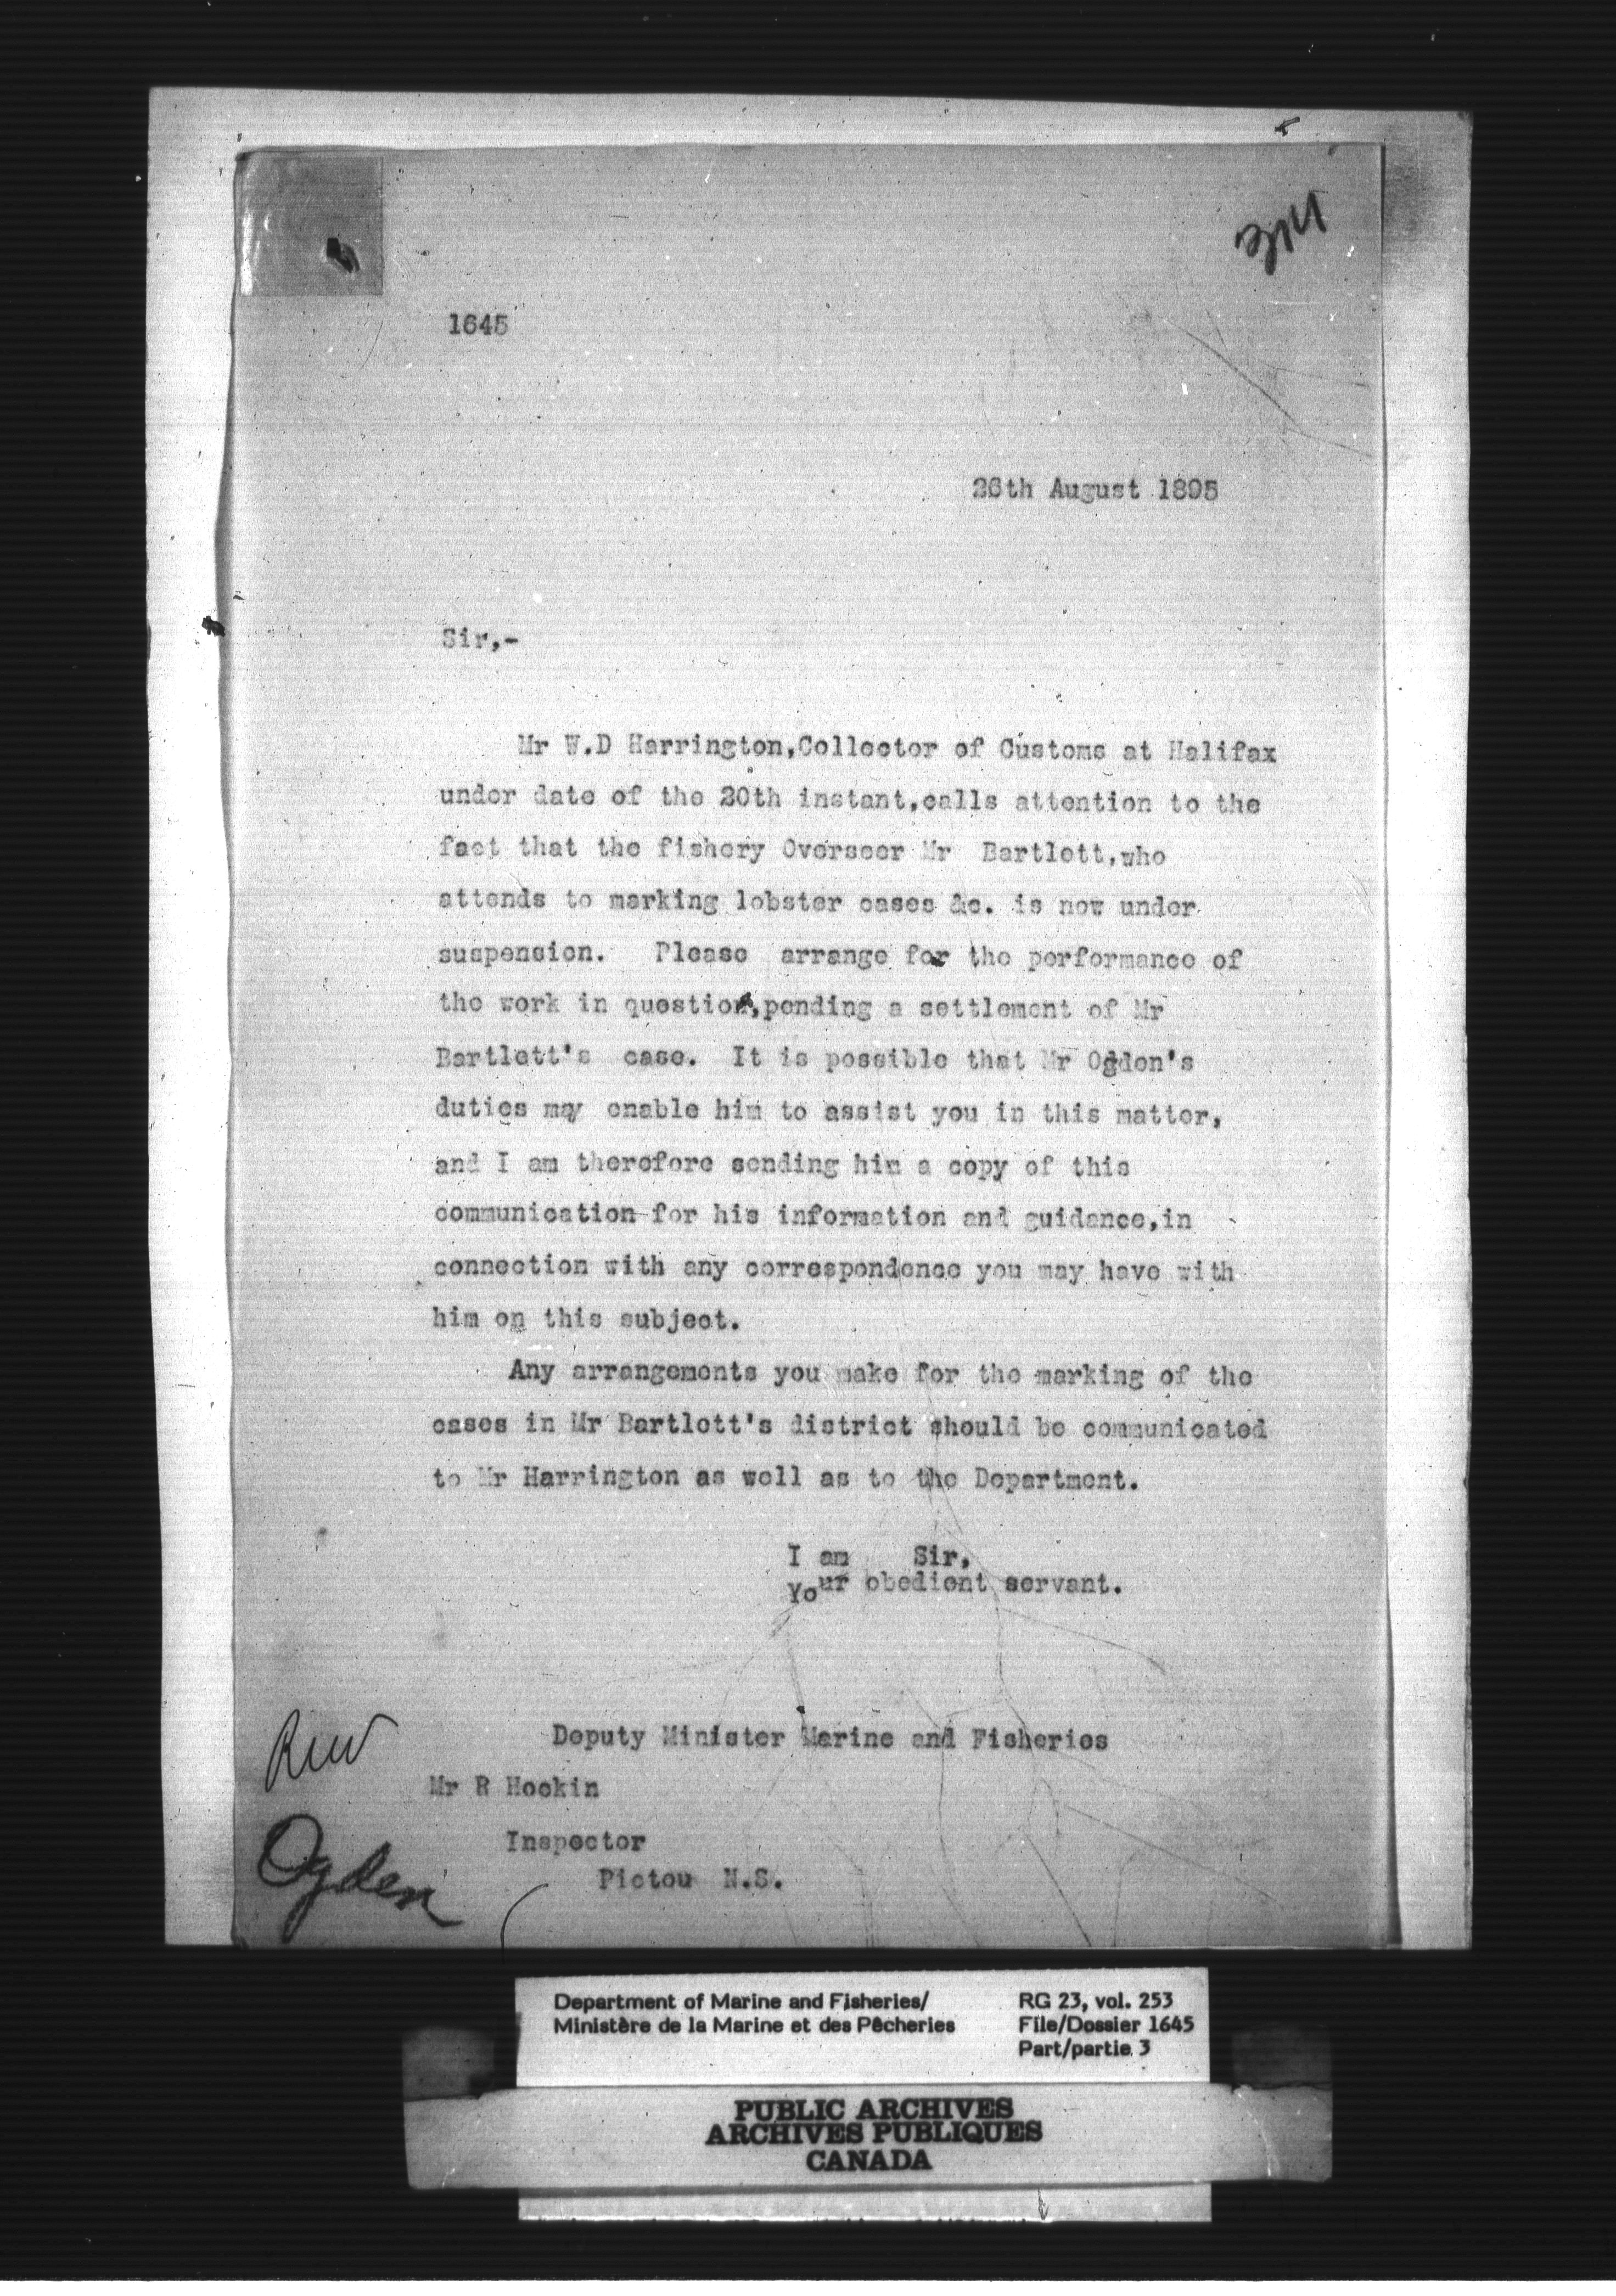 314
1645
26th August 1895
Sir,-
Mr W.D Harrington,Collector of Customs at Halifax
under date of the 20th instant,calls attention to the
fact that the fishery Overseer Mr Bartlett,who
attends to marking lobster cases &c. is now under
suspension. Please arrange for the performance of
the work in question,pending a settlement of Mr
Bartlett's case. It is possible that Mr Ogden's
duties may enable him to assist you in this matter,
and I am therefore sending him a copy of this
communication for his information and guidance,in
connection with any correspondence you may have with
him on this subject.
Any arrangements you make for the marking of the
cases in Mr Bartlett's district should be communicated
to Mr Harrington as well as to the Department.
I am Sir,
Your obedient servant.
Deputy Minister Marine and Fisheries
Mr R Hockin
Inspector
Pictou N.S.
Ogden
Department of Marine and Fisheries/
Ministère de la Marine et des Pêcheries
RG 23, vol. 253
File/Dossier 1645
Part/partie 3
PUBLIC ARCHIVES
ARCHIVES PUBLIQUES
CANADA